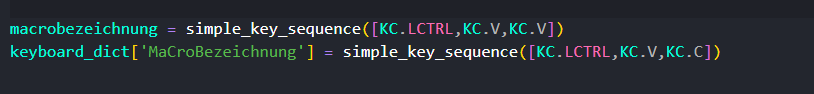 macrobezeichnung = simple_key_sequence([KC.LCTRL,KC.V,KC.V])
keyboard_dict['MaCroBezeichnung'] = simple_key_sequence([KC.LCTRL,KC.V,KC.C])